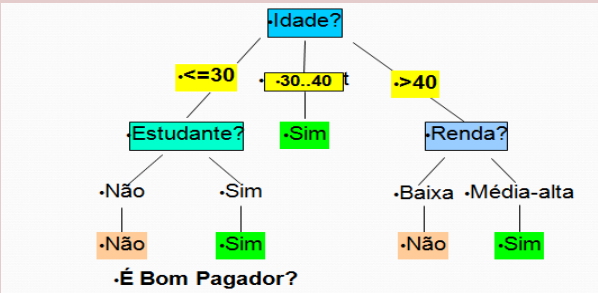 •Idade?
•<=30
• •30..40 t
•>40
•Estudante?
•Sim
•Renda?
•Não
•Sim
•Baixa
•Média-alta
•Não
•Sim
•Não
•Sim
•É Bom Pagador?